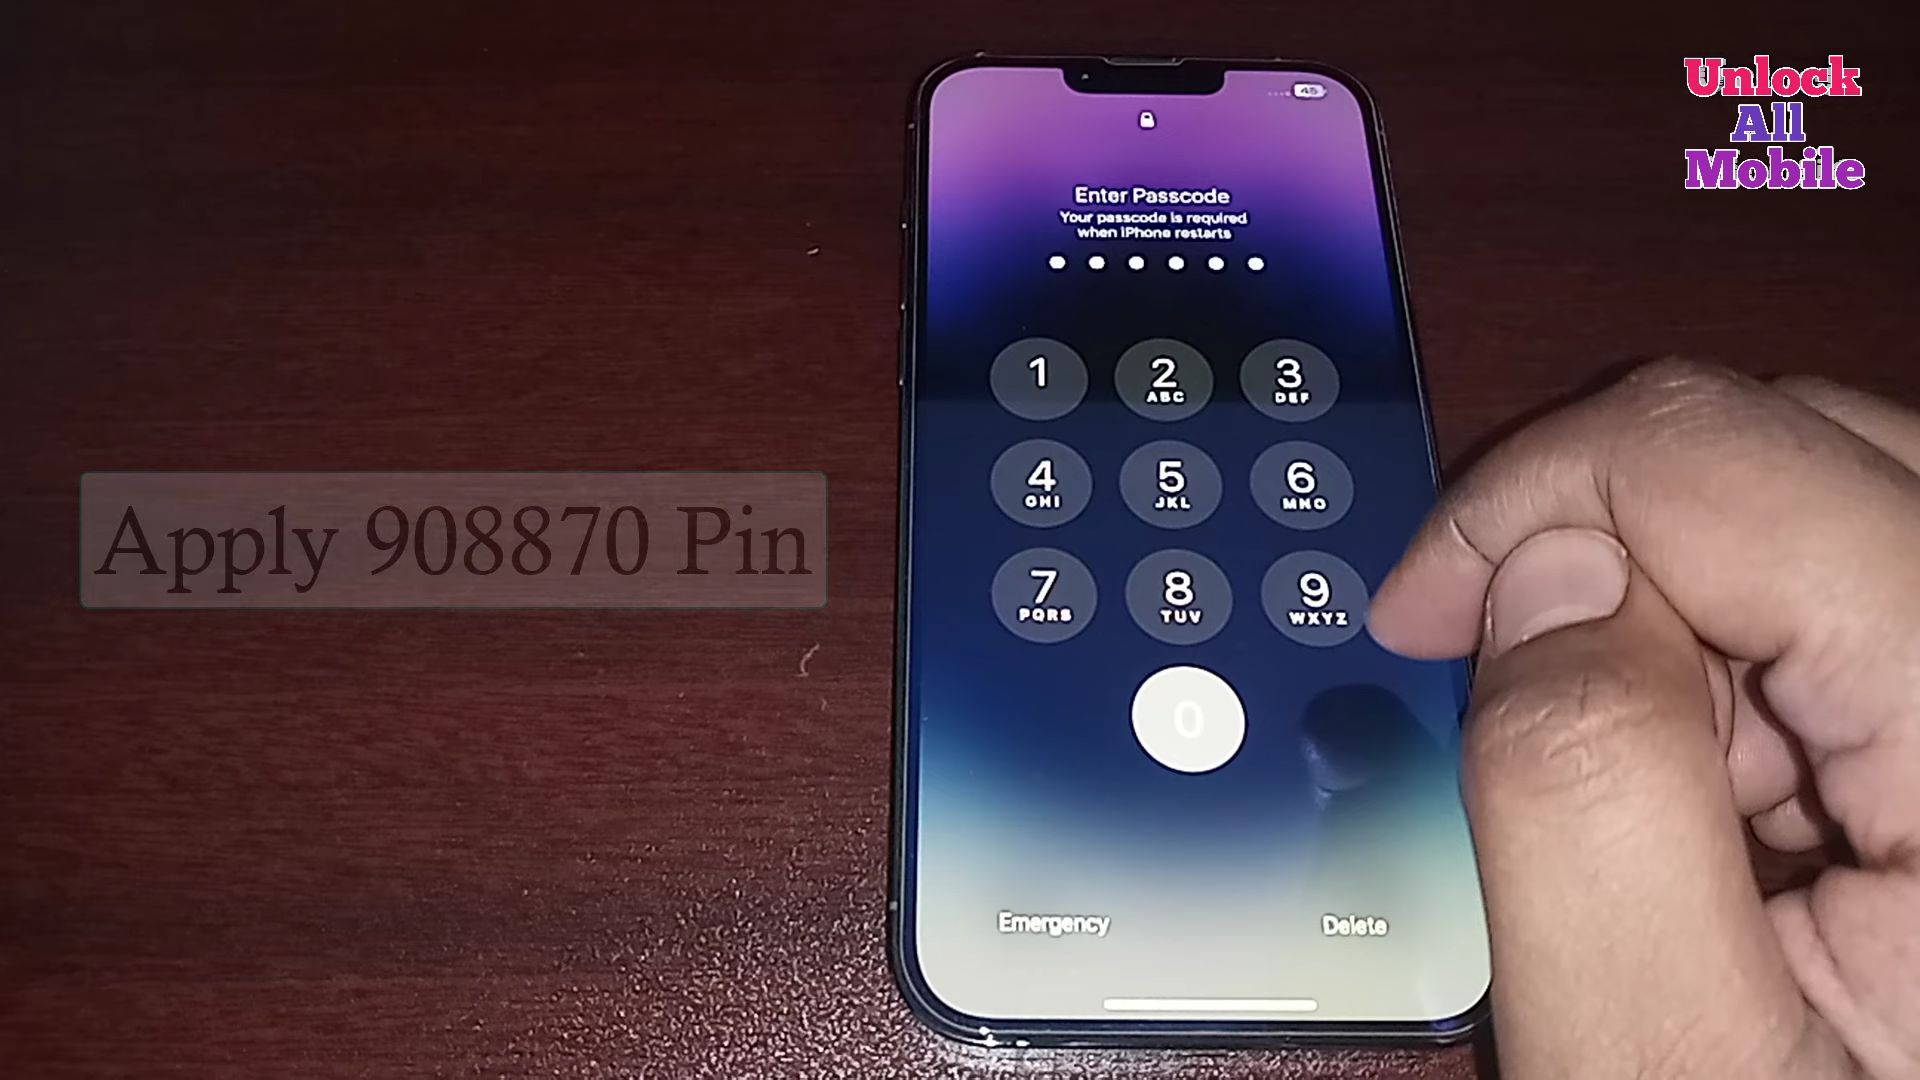 Unlock
All
Mobile
45
Enter Passcode
Your passcode is required
when iPhone restarts
1
2
ABC
3
DEF
4
GHI
5
JKL
6
MNO
7
PQRS
8
TUV
9
WXYZ
0
Apply 908870 Pin
Emergency
Delete